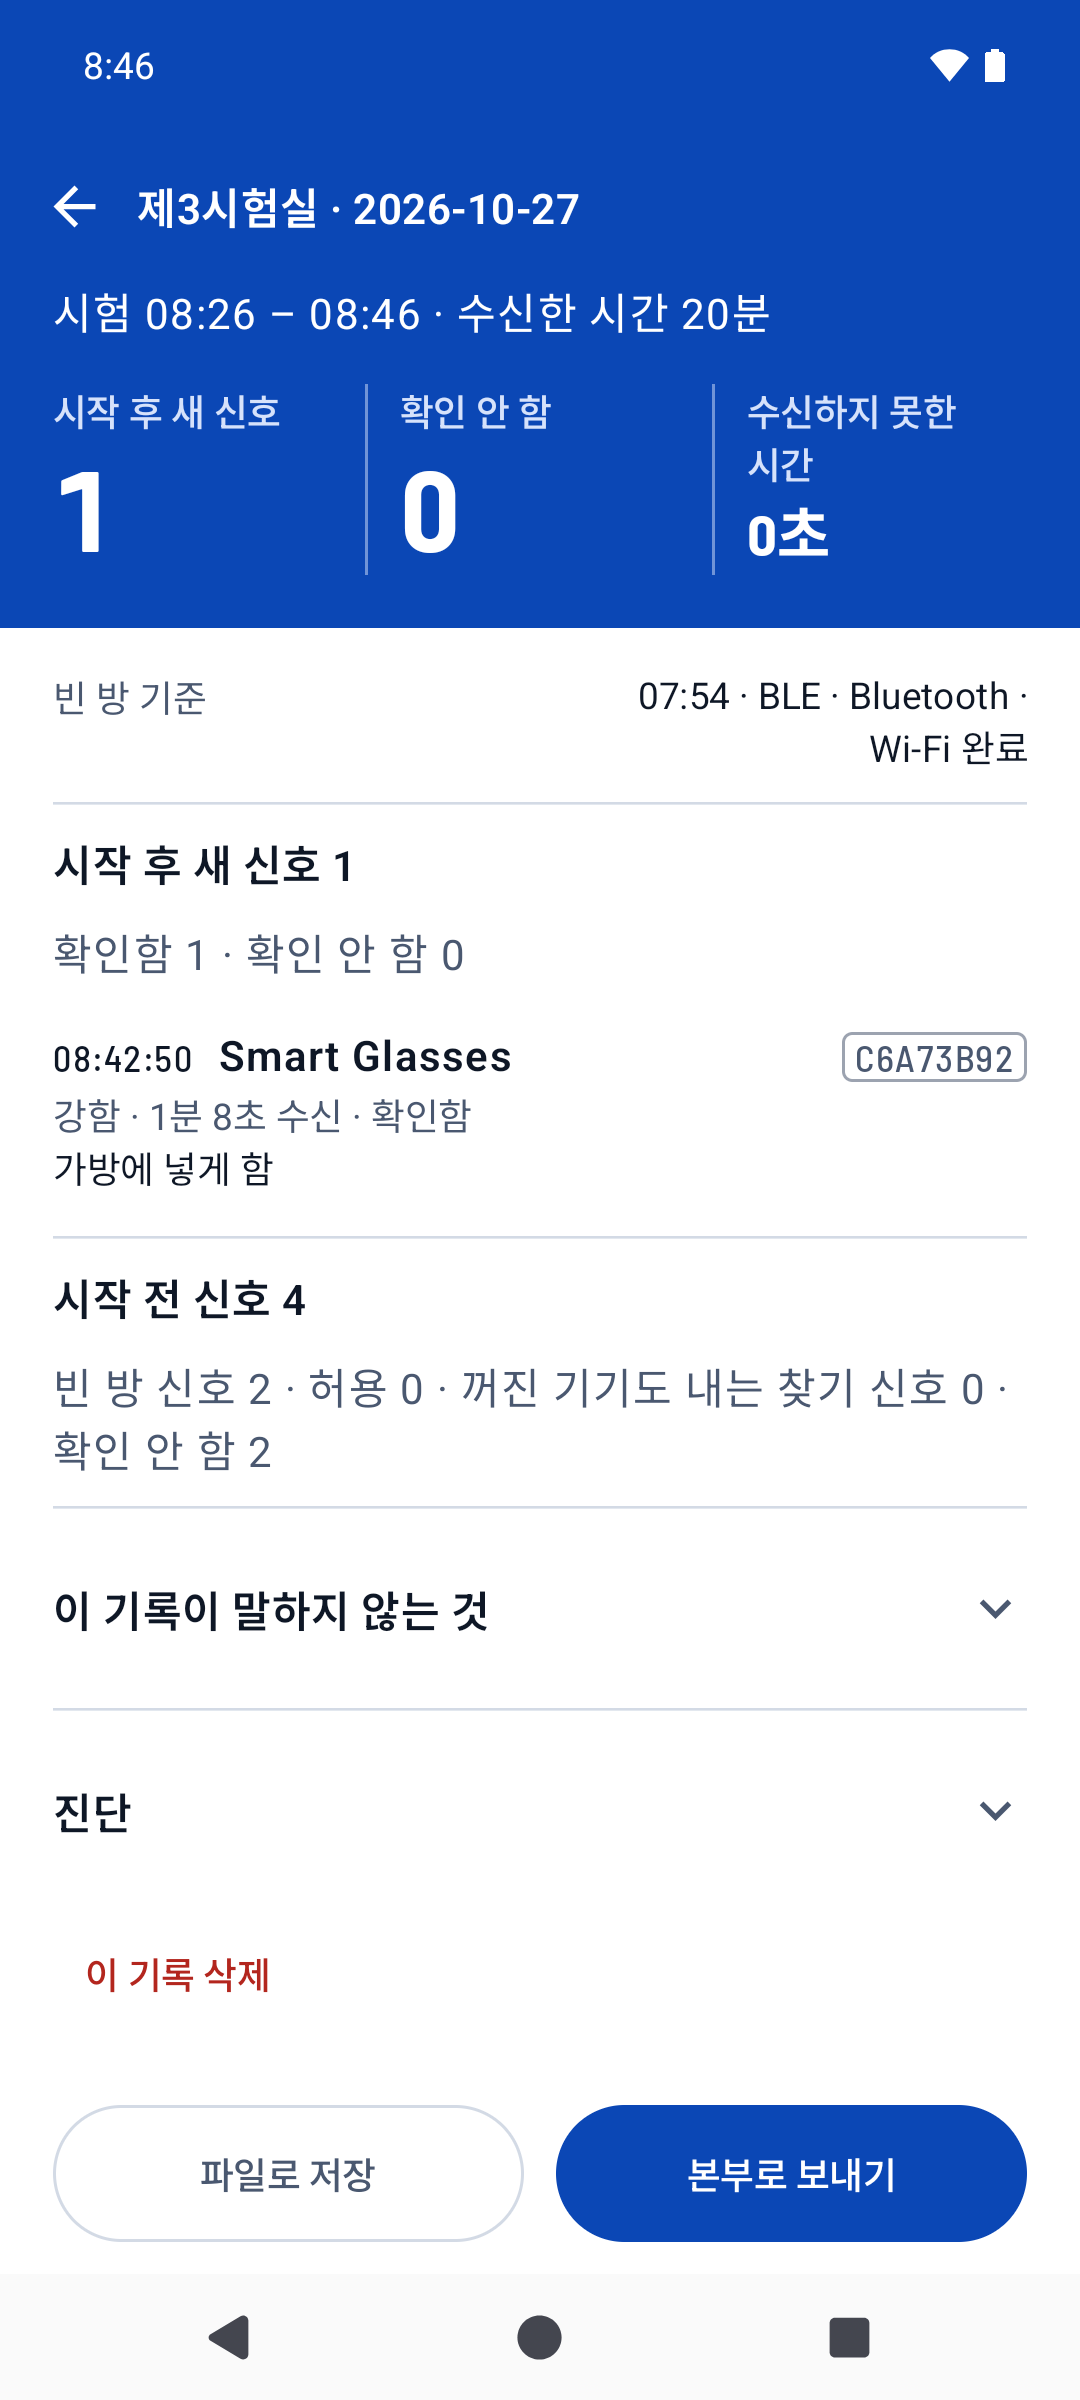 8:46
제3시험실 · 2026-10-27
시험 08:26 – 08:46 · 수신한 시간 20분
시작 후 새 신호
1
확인 안 함
0
수신하지 못한
시간
0초
빈 방 기준
07:54 · BLE · Bluetooth ·
Wi-Fi 완료
시작 후 새 신호 1
확인함 1 · 확인 안 함 0
08:42:50 Smart Glasses C6A73B92
강함 · 1분 8초 수신 · 확인함
가방에 넣게 함
시작 전 신호 4
빈 방 신호 2 · 허용 0 · 꺼진 기기도 내는 찾기 신호 0 ·
확인 안 함 2
이 기록이 말하지 않는 것
진단
이 기록 삭제
파일로 저장
본부로 보내기